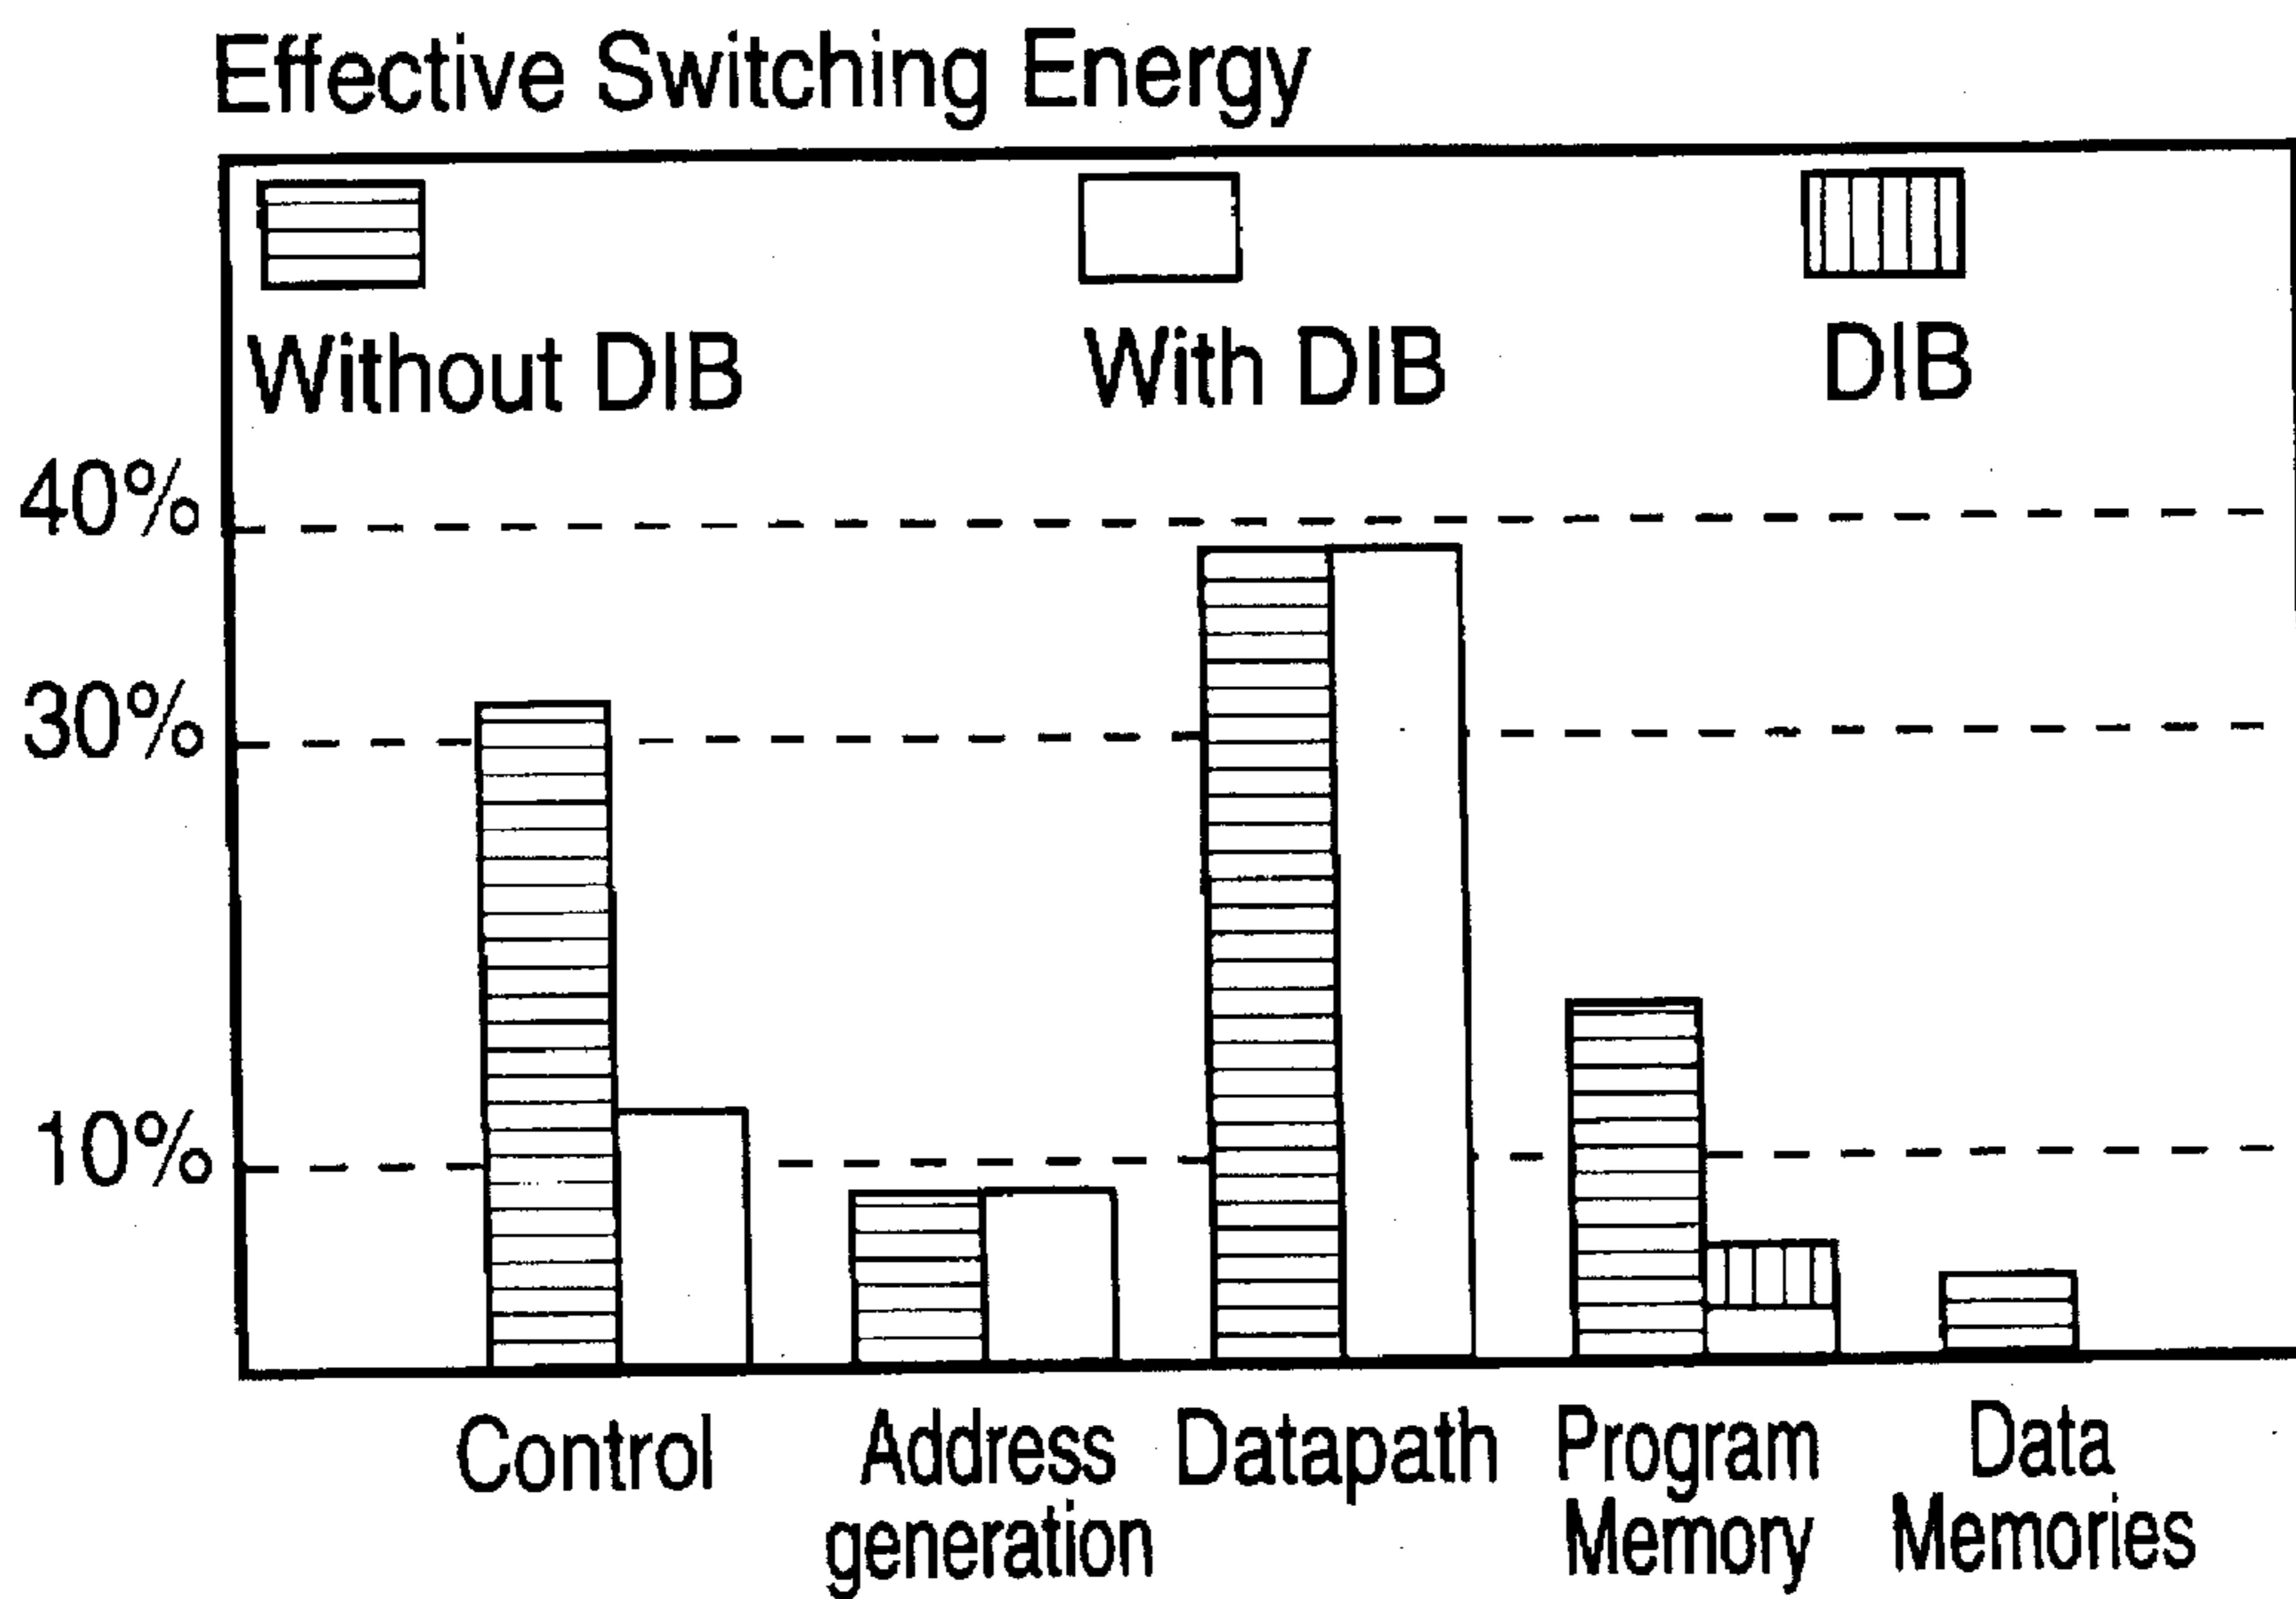 Effective Switching Energy
Without DIB
With DIB
DIB
40%
30%
10%
Control
Address
generation
Datapath
Program
Memory
Data
Memories